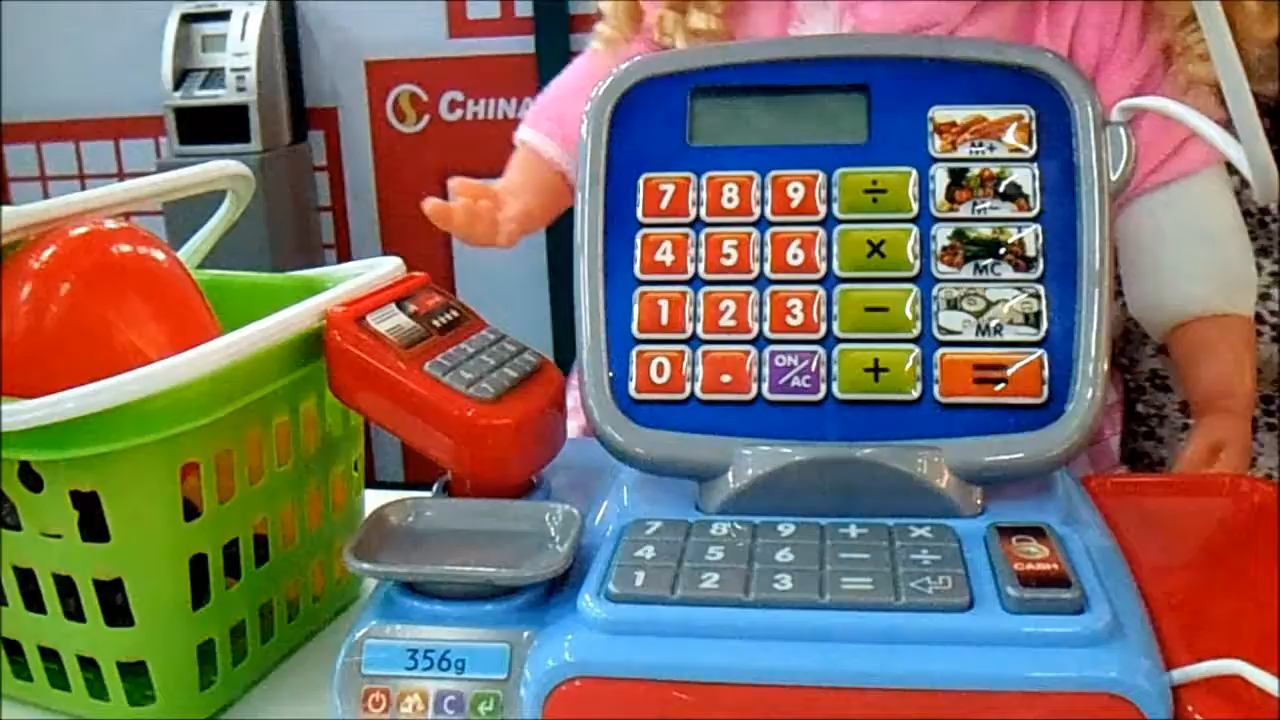 CHINA
M+
7 8 9 ÷
4 5 6 × MC
1 2 3 - MR
0 . ON/AC + =
7 8 9 + ×
4 5 6 - ÷
1 2 3 =
CASH
356g
C